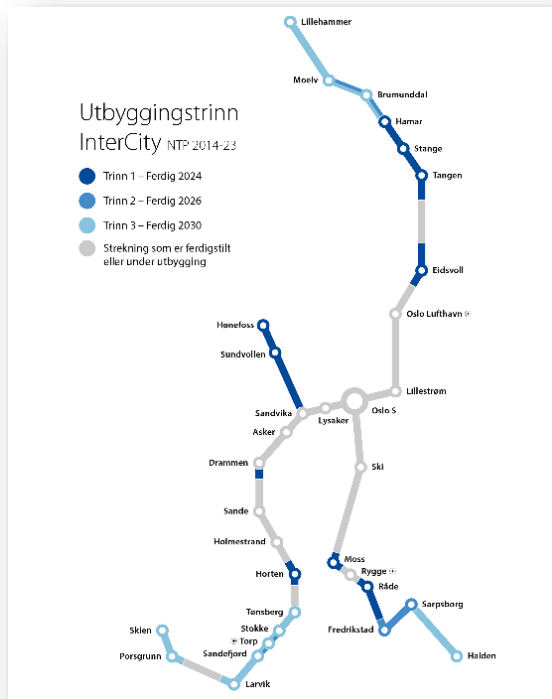 Lillehammer
Moelv
Brumunddal
Hamar
Stange
Tangen
Utbyggingstrinn
InterCity NTP 2014-23
Trinn 1 – Ferdig 2024
Trinn 2 – Ferdig 2026
Trinn 3 – Ferdig 2030
Strekning som er ferdigstilt
eller under utbygging
Eidsvoll
Oslo Lufthavn
Hønefoss
Sundvollen
Lillestrøm
Oslo S
Sandvika
Lysaker
Asker
Drammen
Ski
Sande
Holmestrand
Moss
Rygge
Horten
Råde
Tønsberg
Sarpsborg
Stokke
Skien
Torp
Fredrikstad
Sandefjord
Porsgrunn
Halden
Larvik